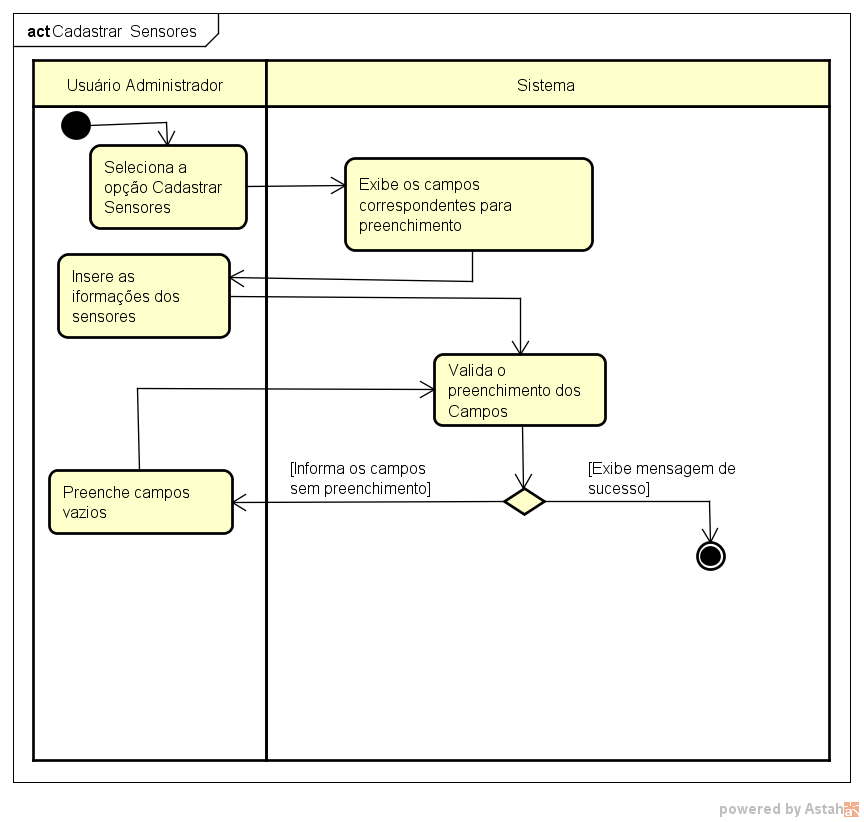 act Cadastrar Sensores
Usuário Administrador
Sistema
Seleciona a
opção Cadastrar
Sensores
Exibe os campos
correspondentes para
preenchimento
Insere as
iformações dos
sensores
Valida o
preenchimento dos
Campos
[Informa os campos
sem preenchimento]
[Exibe mensagem de
sucesso]
Preenche campos
vazios
powered by Astah